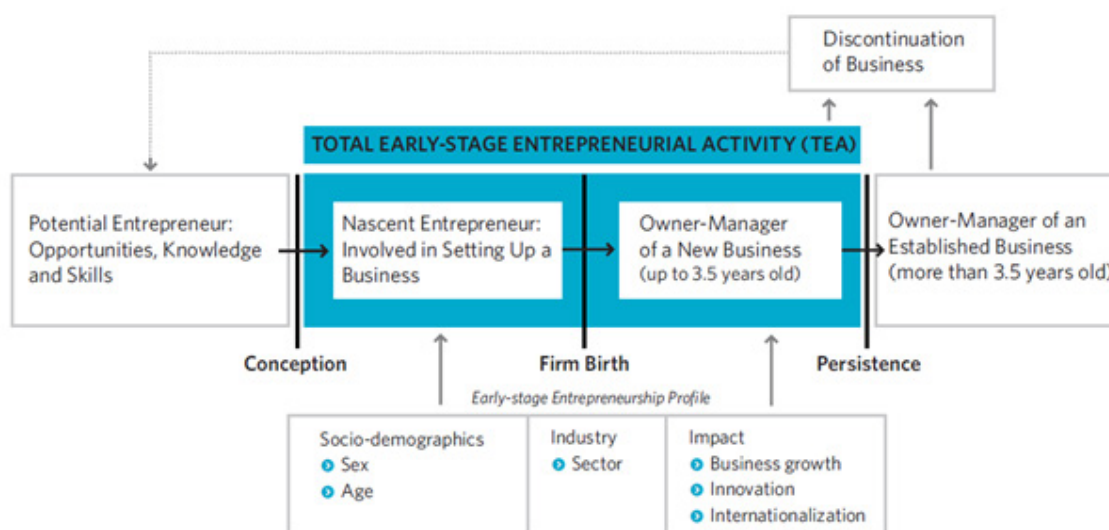 Discontinuation
of Business
TOTAL EARLY-STAGE ENTREPRENEURIAL ACTIVITY (TEA)
Potential Entrepreneur:
Opportunities, Knowledge
and Skills
Nascent Entrepreneur:
Involved in Setting Up a
Business
Owner-Manager
of a New Business
(up to 3.5 years old)
Owner-Manager of an
Established Business
(more than 3.5 years old)
Conception
Firm Birth
Persistence
Early-stage Entrepreneurship Profile
Socio-demographics
Sex
Age
Industry
Sector
Impact
Business growth
Innovation
Internationalization